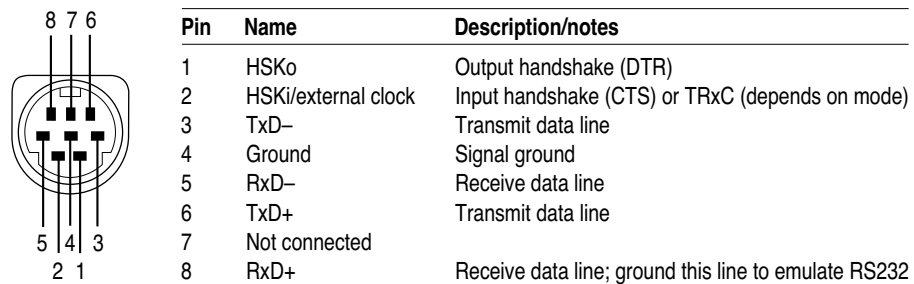 8 7 6
5 4 3
2 1
Pin Name Description/notes
1 HSKo Output handshake (DTR)
2 HSKi/external clock Input handshake (CTS) or TRxC (depends on mode)
3 TxD– Transmit data line
4 Ground Signal ground
5 RxD– Receive data line
6 TxD+ Transmit data line
7 Not connected
8 RxD+ Receive data line; ground this line to emulate RS232